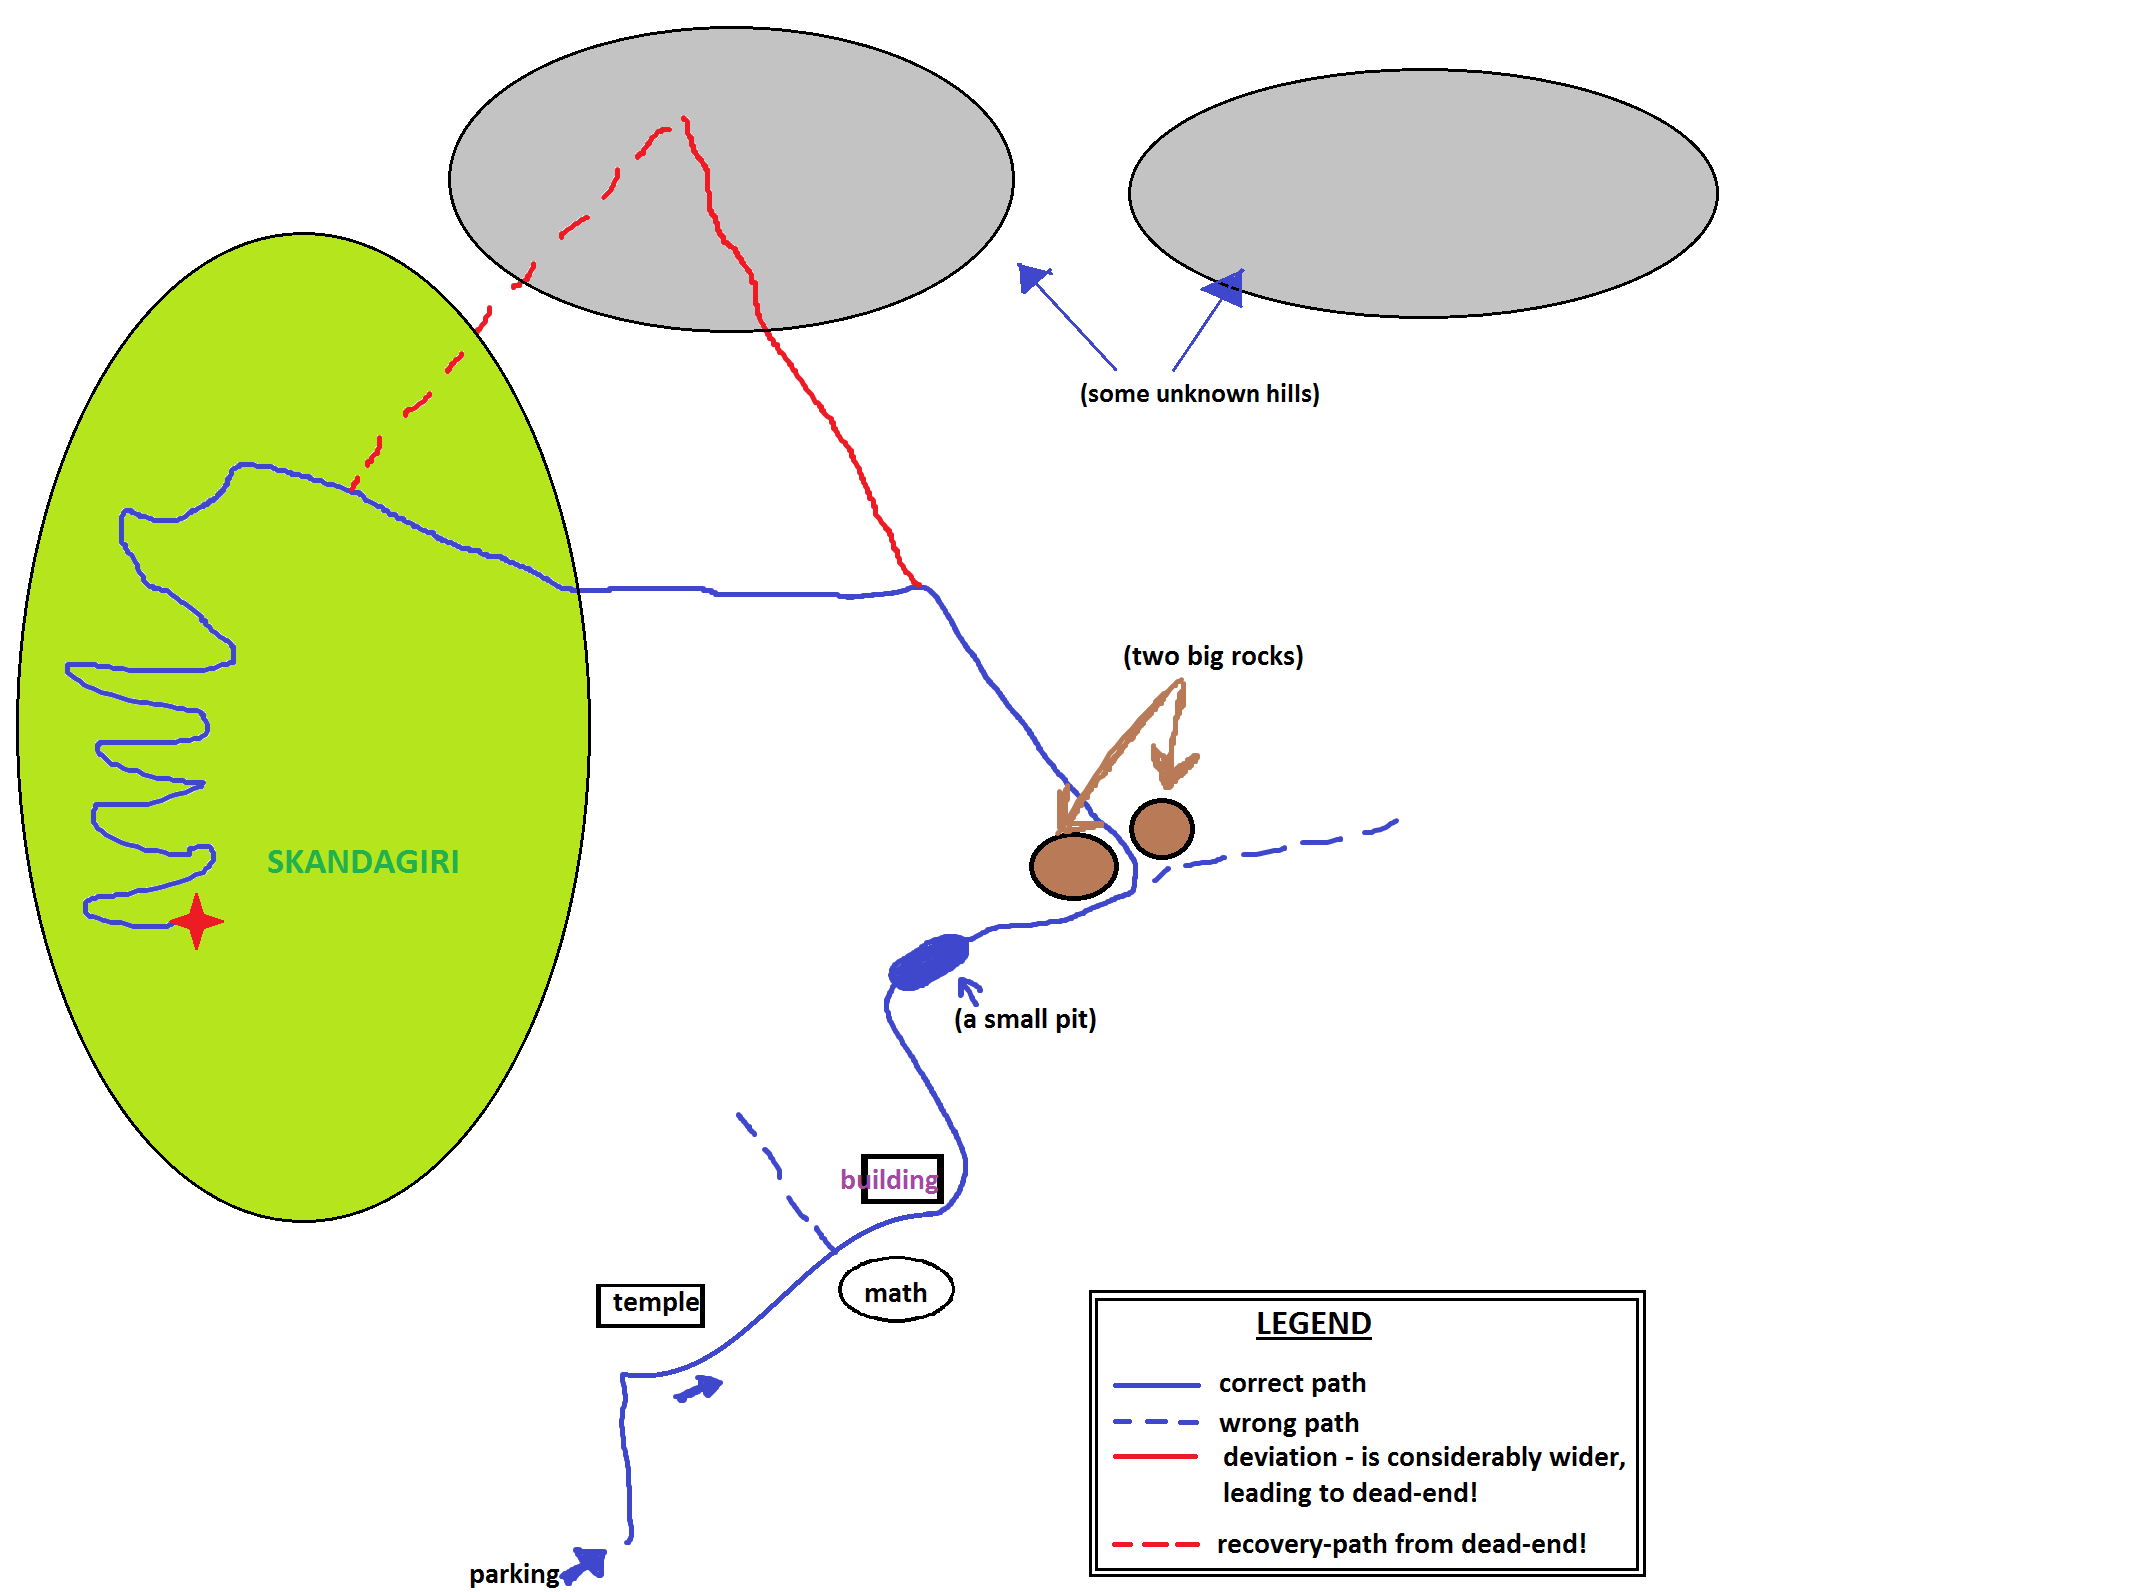 (some unknown hills)
(two big rocks)
SKANDAGIRI
(a small pit)
building
math
temple
parking
LEGEND
correct path
wrong path
deviation - is considerably wider,
leading to dead-end!
recovery-path from dead-end!